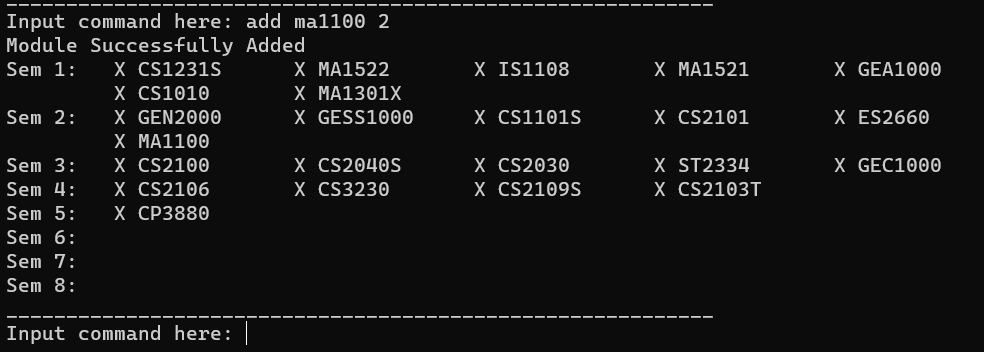 ___________________________________________________________
Input command here: add ma1100 2
Module Successfully Added
Sem 1:   X CS1231S      X MA1522       X IS1108       X MA1521       X GEA1000
         X CS1010       X MA1301X
Sem 2:   X GEN2000      X GESS1000     X CS1101S      X CS2101       X ES2660
         X MA1100
Sem 3:   X CS2100       X CS2040S      X CS2030       X ST2334       X GEC1000
Sem 4:   X CS2106       X CS3230       X CS2109S      X CS2103T
Sem 5:   X CP3880
Sem 6:
Sem 7:
Sem 8:
___________________________________________________________
Input command here: